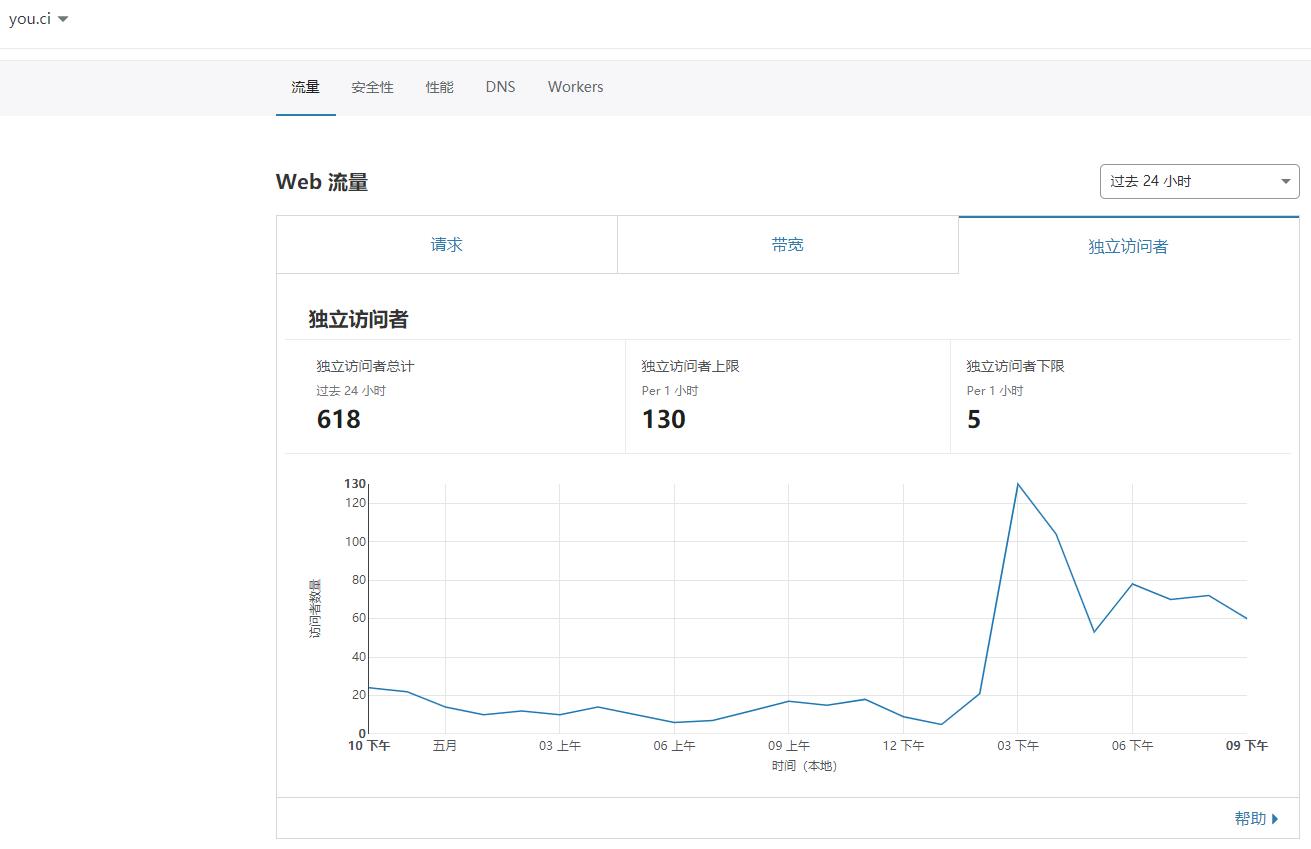 you.ci
流量 安全性 性能 DNS Workers
Web 流量
过去 24 小时
请求 带宽 独立访问者
独立访问者
独立访问者总计 独立访问者上限 独立访问者下限
过去 24 小时 Per 1 小时 Per 1 小时
618 130 5
130
120
100
80
60
40
20
0
访问者数量
10 下午 五月 03 上午 06 上午 09 上午 12 下午 03 下午 06 下午 09 下午
时间（本地）
帮助